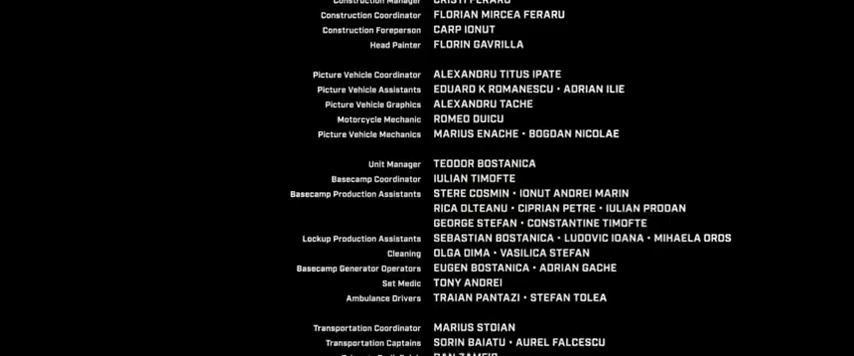 Construction Manager CRISTI FERARU
Construction Coordinator FLORIAN MIRCEA FERARU
Construction Foreperson CARP IONUT
Head Painter FLORIN GAVRILLA
Picture Vehicle Coordinator ALEXANDRU TITUS IPATE
Picture Vehicle Assistants EDUARD K ROMANESCU • ADRIAN ILIE
Picture Vehicle Graphics ALEXANDRU TACHE
Motorcycle Mechanic ROMEO DUICU
Picture Vehicle Mechanics MARIUS ENACHE • BOGDAN NICOLAE
Unit Manager TEODOR BOSTANICA
Basecamp Coordinator IULIAN TIMOFTE
Basecamp Production Assistants STERE COSMIN • IONUT ANDREI MARIN
RICA OLTEANU • CIPRIAN PETRE • IULIAN PRODAN
GEORGE STEFAN • CONSTANTINE TIMOFTE
Lockup Production Assistants SEBASTIAN BOSTANICA • LUDOVIC IOANA • MIHAELA OROS
Cleaning OLGA DIMA • VASILICA STEFAN
Basecamp Generator Operators EUGEN BOSTANICA • ADRIAN GACHE
Set Medic TONY ANDREI
Ambulance Drivers TRAIAN PANTAZI • STEFAN TOLEA
Transportation Coordinator MARIUS STOIAN
Transportation Captains SORIN BAIATU • AUREL FALCESCU